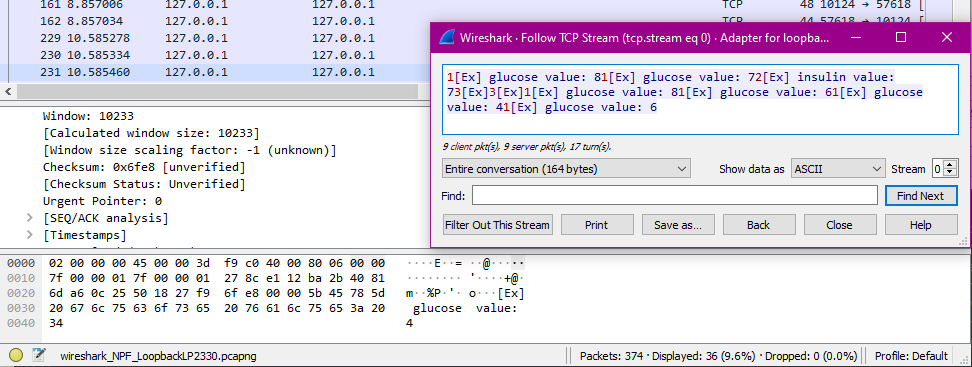 161 8.857006 127.0.0.1 127.0.0.1 TCP 48 10124 → 57618 [
162 8.857034 127.0.0.1 127.0.0.1 TCP 44 57618 → 10124 [
229 10.585278 127.0.0.1 127.0.0.1
230 10.585334 127.0.0.1 127.0.0.1
231 10.585460 127.0.0.1 127.0.0.1
Wireshark · Follow TCP Stream (tcp.stream eq 0) · Adapter for loopba...
1[Ex] glucose value: 81[Ex] glucose value: 72[Ex] insulin value:
73[Ex]3[Ex]1[Ex] glucose value: 81[Ex] glucose value: 61[Ex] glucose
value: 41[Ex] glucose value: 6
9 client pkt(s), 9 server pkt(s), 17 turn(s).
Entire conversation (164 bytes) Show data as ASCII Stream 0
Find: Find Next
Filter Out This Stream Print Save as... Back Close Help
Window: 10233
[Calculated window size: 10233]
[Window size scaling factor: -1 (unknown)]
Checksum: 0x6fe8 [unverified]
[Checksum Status: Unverified]
Urgent Pointer: 0
[SEQ/ACK analysis]
[Timestamps]
0000 02 00 00 00 45 00 00 3d f9 c0 40 00 80 06 00 00 ····E··= ··@·····
0010 7f 00 00 01 7f 00 00 01 27 8c e1 12 ba 2b 40 81 ········ '····+@·
0020 6d a6 0c 25 50 18 27 f9 6f e8 00 00 5b 45 78 5d m··%P·'· o···[Ex]
0030 20 67 6c 75 63 6f 73 65 20 76 61 6c 75 65 3a 20 glucose value:
0040 34 4
wireshark_NPF_LoopbackLP2330.pcapng Packets: 374 · Displayed: 36 (9.6%) · Dropped: 0 (0.0%) Profile: Default